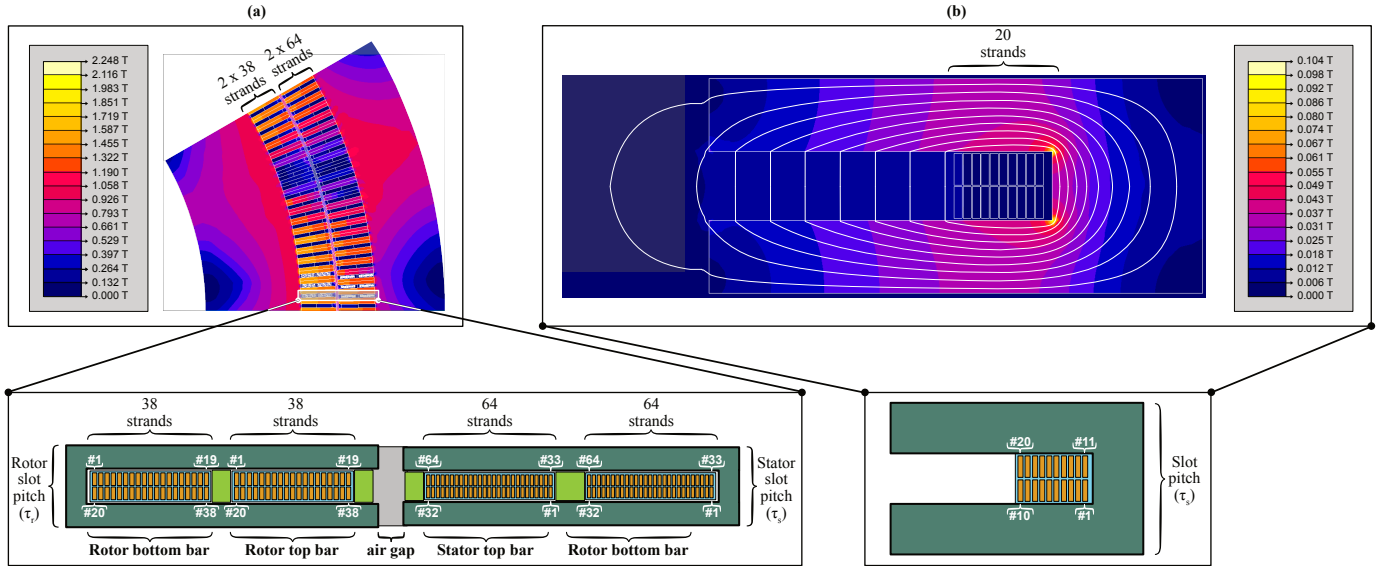 (a)
2.248 T
2.116 T
1.983 T
1.851 T
1.719 T
1.587 T
1.455 T
1.322 T
1.190 T
1.058 T
0.926 T
0.793 T
0.661 T
0.529 T
0.397 T
0.264 T
0.132 T
0.000 T
2 x 38
strands
2 x 64
strands
(b)
20
strands
0.104 T
0.098 T
0.092 T
0.086 T
0.080 T
0.074 T
0.067 T
0.061 T
0.055 T
0.049 T
0.043 T
0.037 T
0.031 T
0.025 T
0.018 T
0.012 T
0.006 T
0.000 T
38
strands
38
strands
64
strands
64
strands
Rotor
slot
pitch
(τr)
#1 #19 #1 #19 #64 #33 #64 #33
#20 #38 #20 #38 #32 #1 #32 #1
Stator
slot
pitch
(τs)
Rotor bottom bar
Rotor top bar
air gap
Stator top bar
Rotor bottom bar
#20 #11
#10 #1
Slot
pitch
(τs)